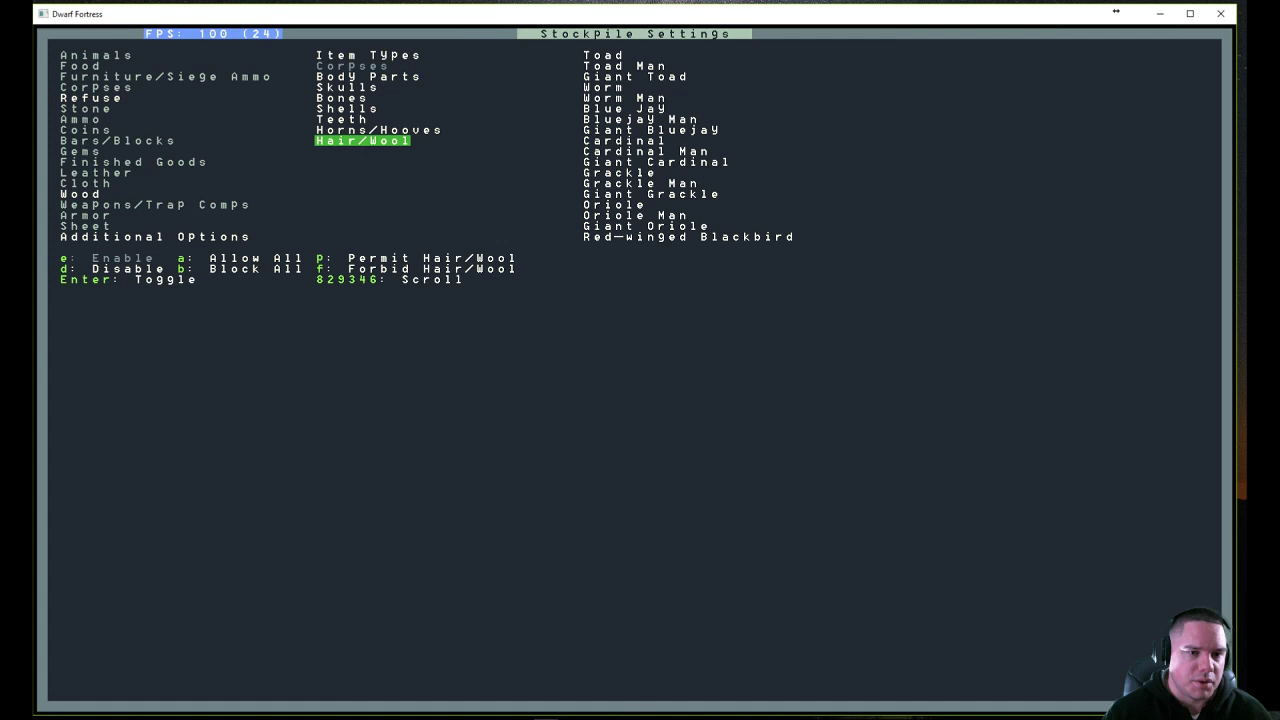 Dwarf Fortress
FPS: 100 (24)
Stockpile Settings
Animals
Food
Furniture/Siege Ammo
Corpses
Refuse
Stone
Ammo
Coins
Bars/Blocks
Gems
Finished Goods
Leather
Cloth
Wood
Weapons/Trap Comps
Armor
Sheet
Additional Options
Item Types
Corpses
Body Parts
Skulls
Bones
Shells
Teeth
Horns/Hooves
Hair/Wool
Toad
Toad Man
Giant Toad
Worm
Worm Man
Blue Jay
Bluejay Man
Giant Bluejay
Cardinal
Cardinal Man
Giant Cardinal
Grackle
Grackle Man
Giant Grackle
Oriole
Oriole Man
Giant Oriole
Red-winged Blackbird
e: Enable a: Allow All p: Permit Hair/Wool
d: Disable b: Block All f: Forbid Hair/Wool
Enter: Toggle 829346: Scroll